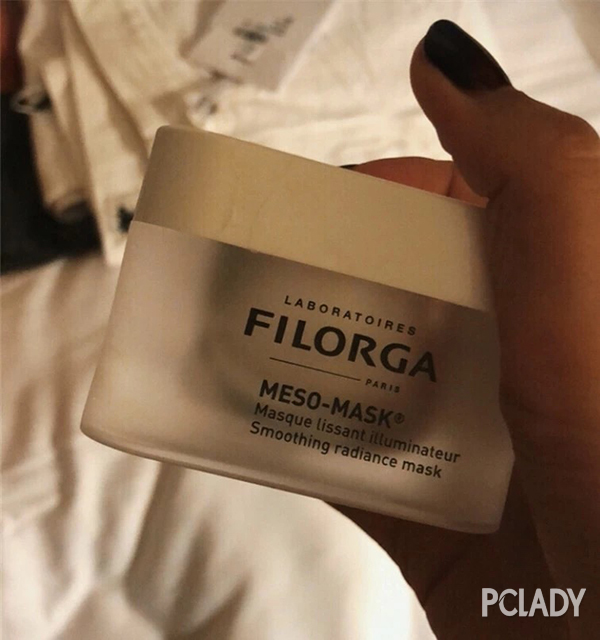 LABORATOIRES
FILORGA
PARIS
MESO-MASK®
Masque lissant illuminateur
Smoothing radiance mask
PCLADY